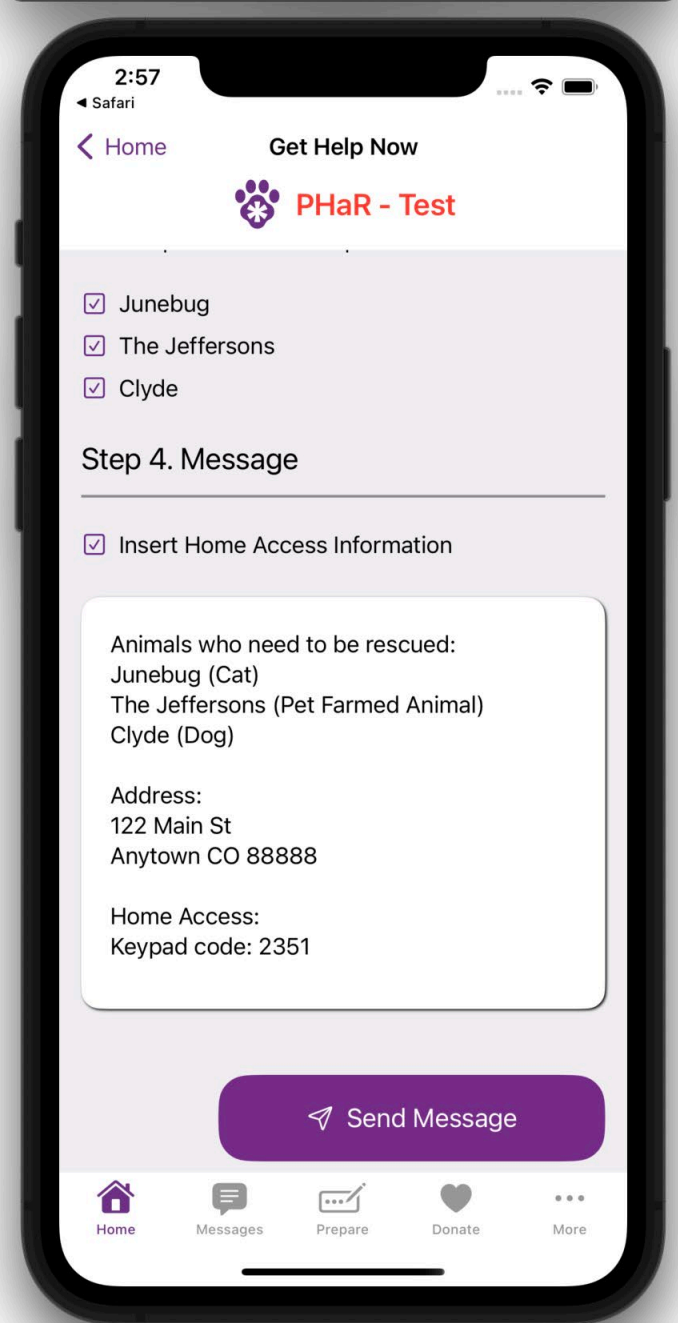 2:57
Safari
Home
Get Help Now
PHaR - Test
Junebug
The Jeffersons
Clyde
Step 4. Message
Insert Home Access Information
Animals who need to be rescued:
Junebug (Cat)
The Jeffersons (Pet Farmed Animal)
Clyde (Dog)
Address:
122 Main St
Anytown CO 88888
Home Access:
Keypad code: 2351
Send Message
Home
Messages
Prepare
Donate
More